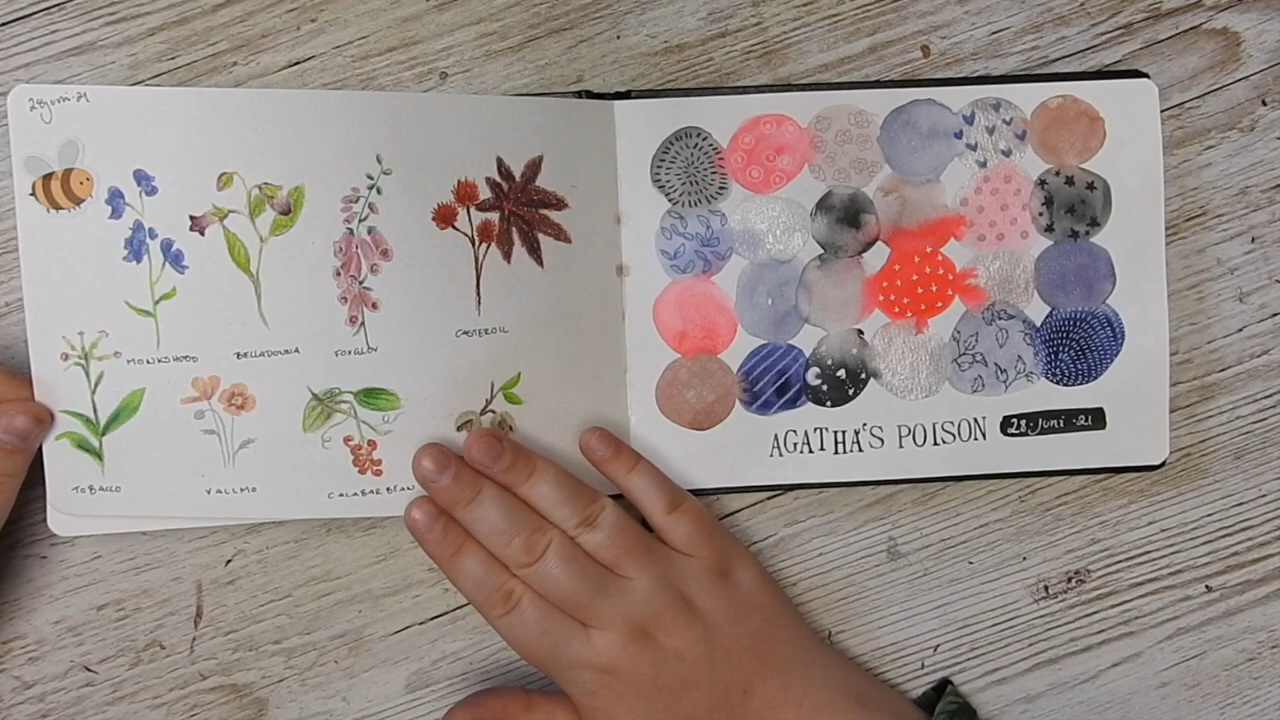 28 juni·21
MONKSHOOD
BELLADONNA
FOXGLOV
CASTEROIL
TOBACCO
VALLMO
CALABAR BEAN
AGATHA'S POISON
28·Juni·21